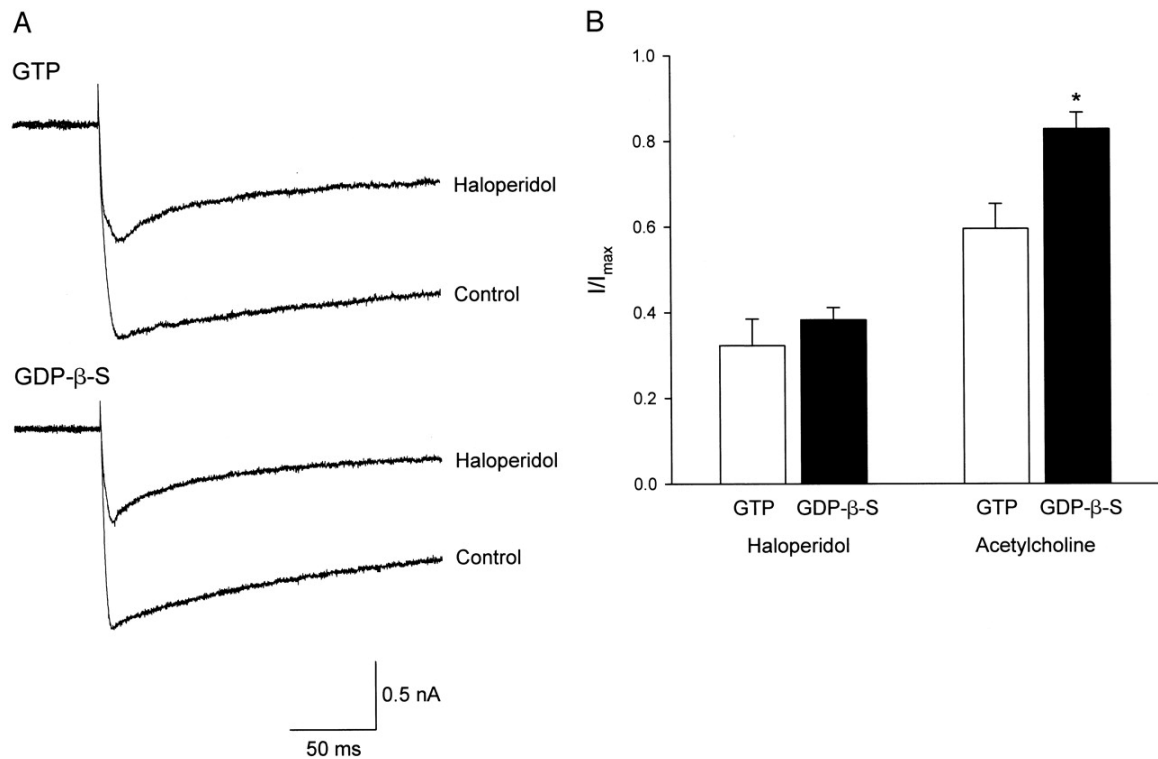 A
GTP
Haloperidol
Control
GDP-β-S
Haloperidol
Control
0.5 nA
50 ms
B
1.0
0.8
0.6
0.4
0.2
0.0
I/Imax
*
GTP GDP-β-S GTP GDP-β-S
Haloperidol Acetylcholine